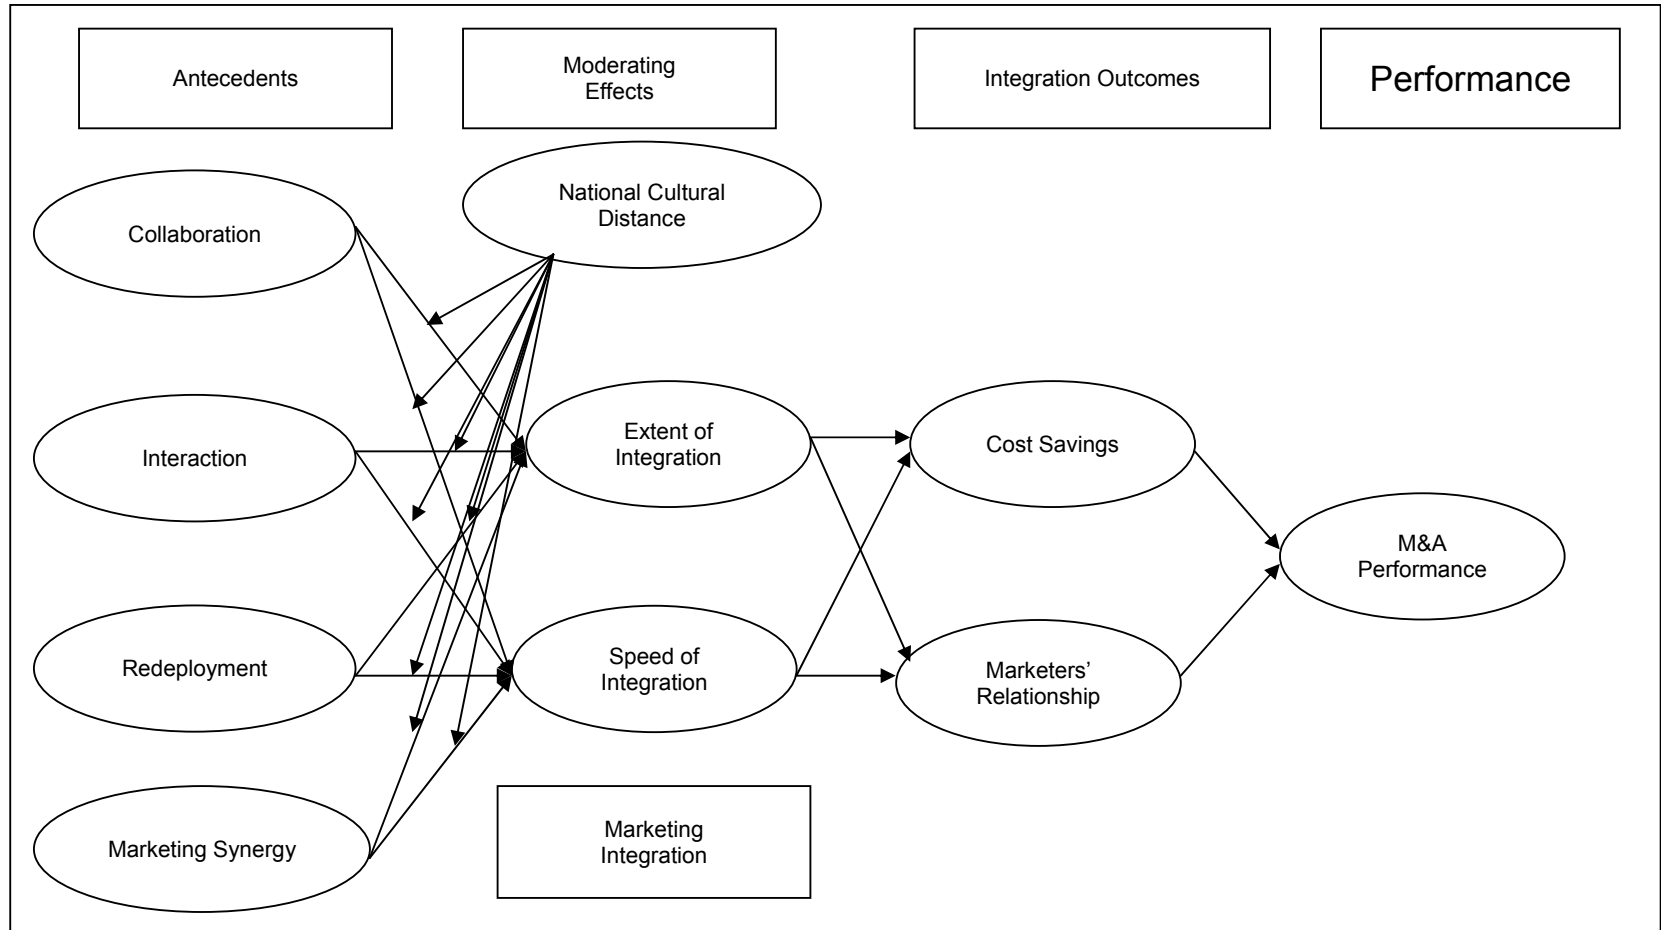 Antecedents
Moderating
Effects
Integration Outcomes
Performance
National Cultural
Distance
Collaboration
Interaction
Extent of
Integration
Cost Savings
M&A
Performance
Redeployment
Speed of
Integration
Marketers’
Relationship
Marketing Synergy
Marketing
Integration